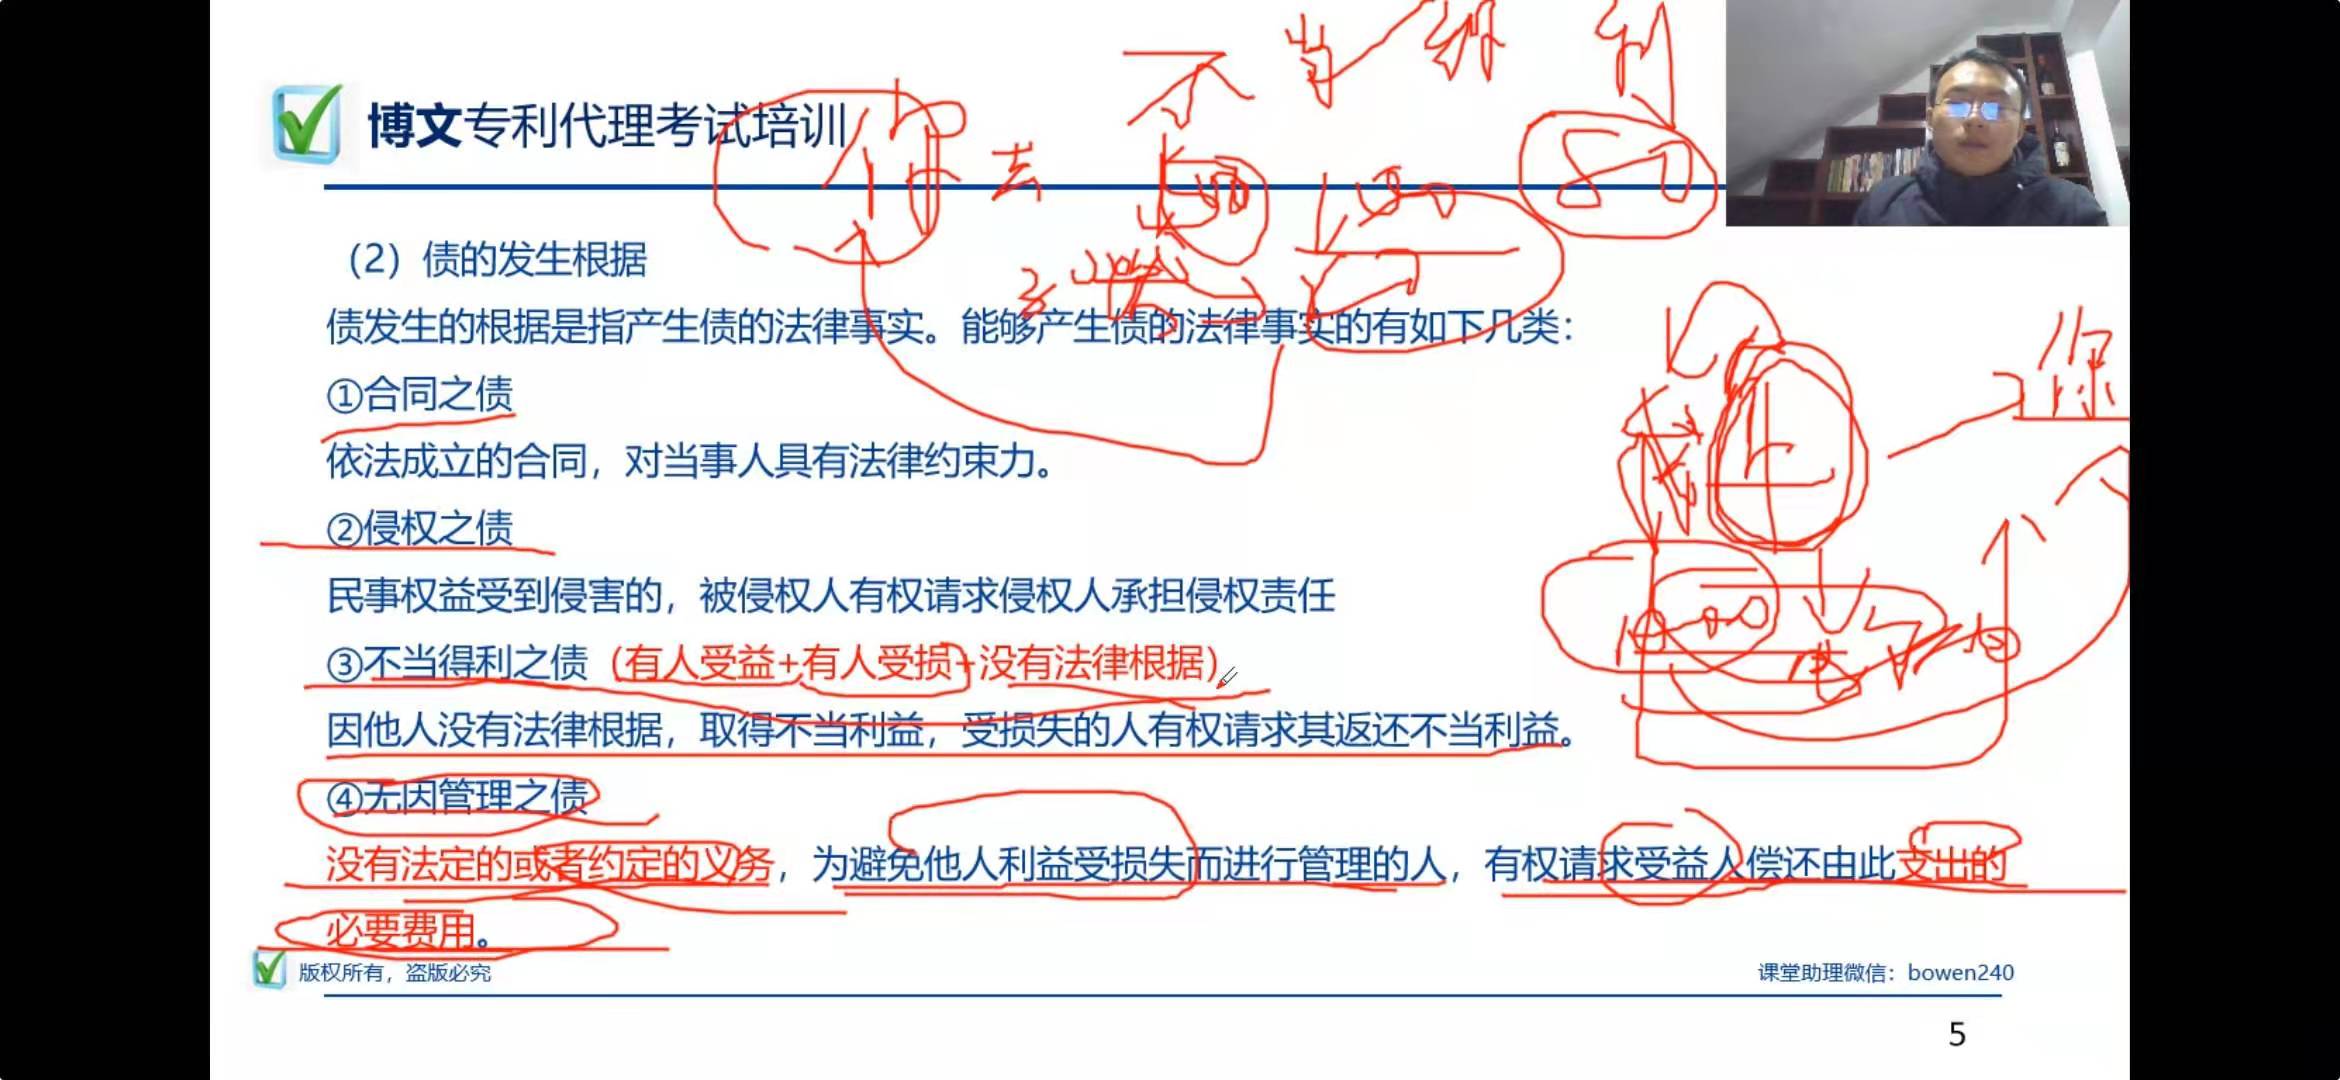 不当得利
博文专利代理考试培训
你去
80
（2）债的发生根据
债发生的根据是指产生债的法律事实。能够产生债的法律事实的有如下几类：
①合同之债
你
依法成立的合同，对当事人具有法律约束力。
②侵权之债
民事权益受到侵害的，被侵权人有权请求侵权人承担侵权责任
③不当得利之债（有人受益+有人受损+没有法律根据）
因他人没有法律根据，取得不当利益，受损失的人有权请求其返还不当利益。
④无因管理之债
没有法定的或者约定的义务，为避免他人利益受损失而进行管理的人，有权请求受益人偿还由此支出的
必要费用。
版权所有，盗版必究
课堂助理微信：bowen240
5